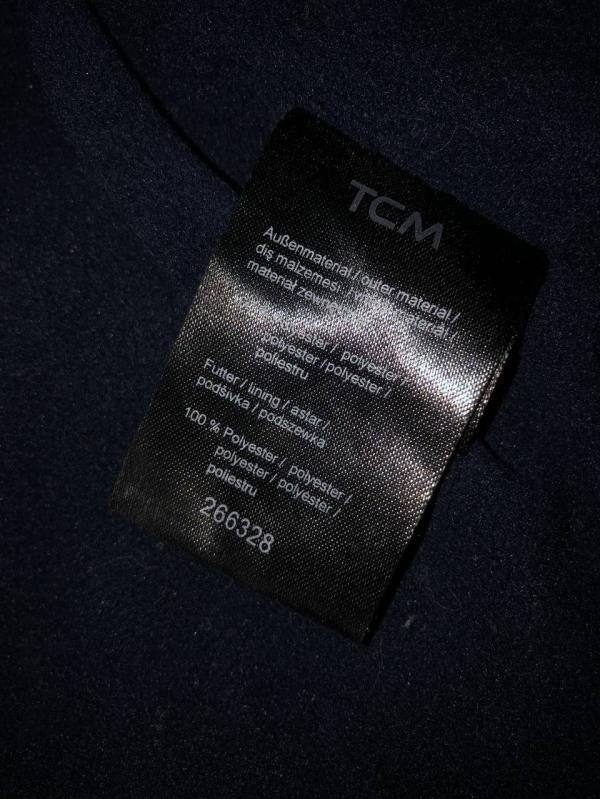 TCM
Außenmaterial / outer material /
dış malzemesi
materiał
polyester /
polyester / polyester /
poliestru
Futter / lining / astar /
podšívka / podszewka
100 % Polyester / polyester /
polyester / polyester /
poliestru
266328